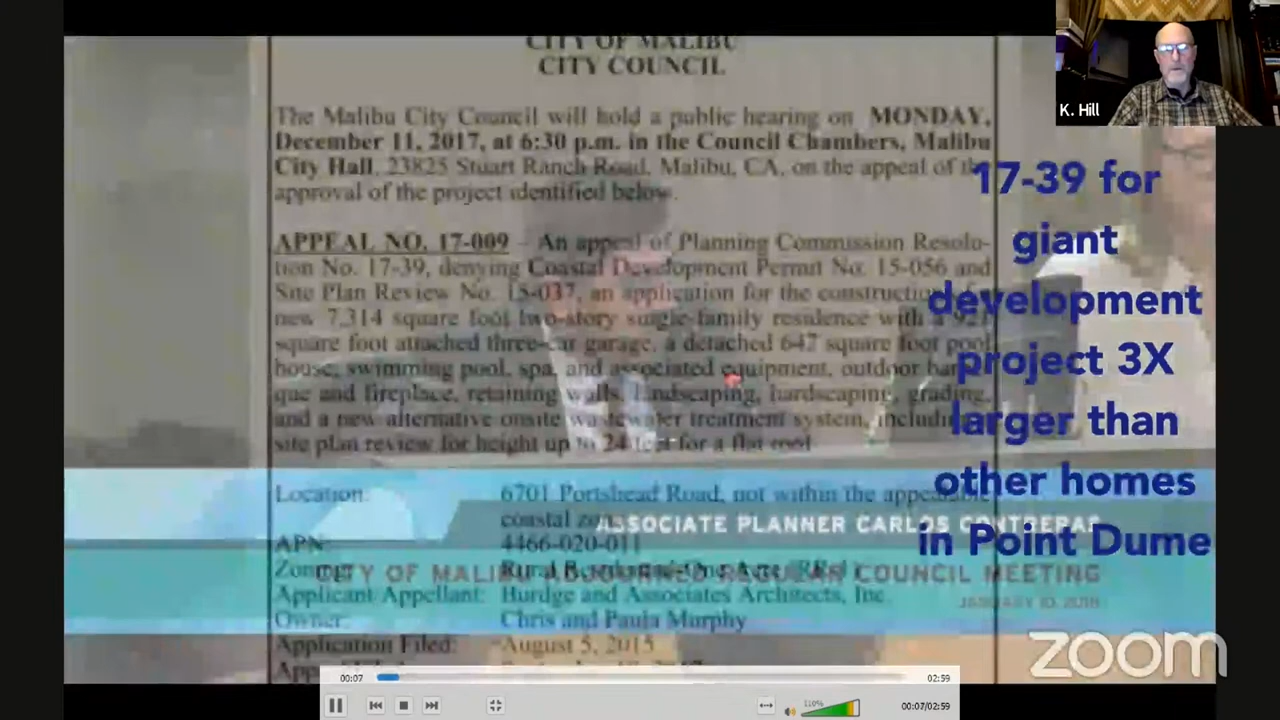 CITY OF MALIBU
CITY COUNCIL
The Malibu City Council will hold a public hearing on MONDAY,
December 11, 2017, at 6:30 p.m. in the Council Chambers, Malibu
City Hall, 23825 Stuart Ranch Road, Malibu, CA, on the appeal of the
approval of the project identified below.
APPEAL NO. 17-009 – An appeal of Planning Commission Resolu-
tion No. 17-39, denying Coastal Development Permit No. 15-056 and
Site Plan Review No. 15-037, an application for the construction
new 7,314 square foot two-story single-family residence with a 921
square foot attached three-car garage, a detached 647 square foot pool
house, swimming pool, spa, and associated equipment, outdoor
que and fireplace, retaining walls, landscaping, hardscaping, grading,
and a new alternative onsite wastewater treatment system,
site plan review for height up to 24 feet for a flat roof
Location: 6701 Portshead Road, not within the appealable
coastal zone
APN: 4466-020-011
Applicant Appellant: Hurdge and Associates Architects, Inc.
Owner: Chris and Paula Murphy
Application Filed: August 5, 2015
K. Hill
17-39 for
giant
development
project 3X
larger than
other homes
in Point Dume
ASSOCIATE PLANNER CARLOS CONTRERAS
CITY OF MALIBU ADJOURNED REGULAR COUNCIL MEETING
zoom
00:07
02:59
110%
00:07/02:59